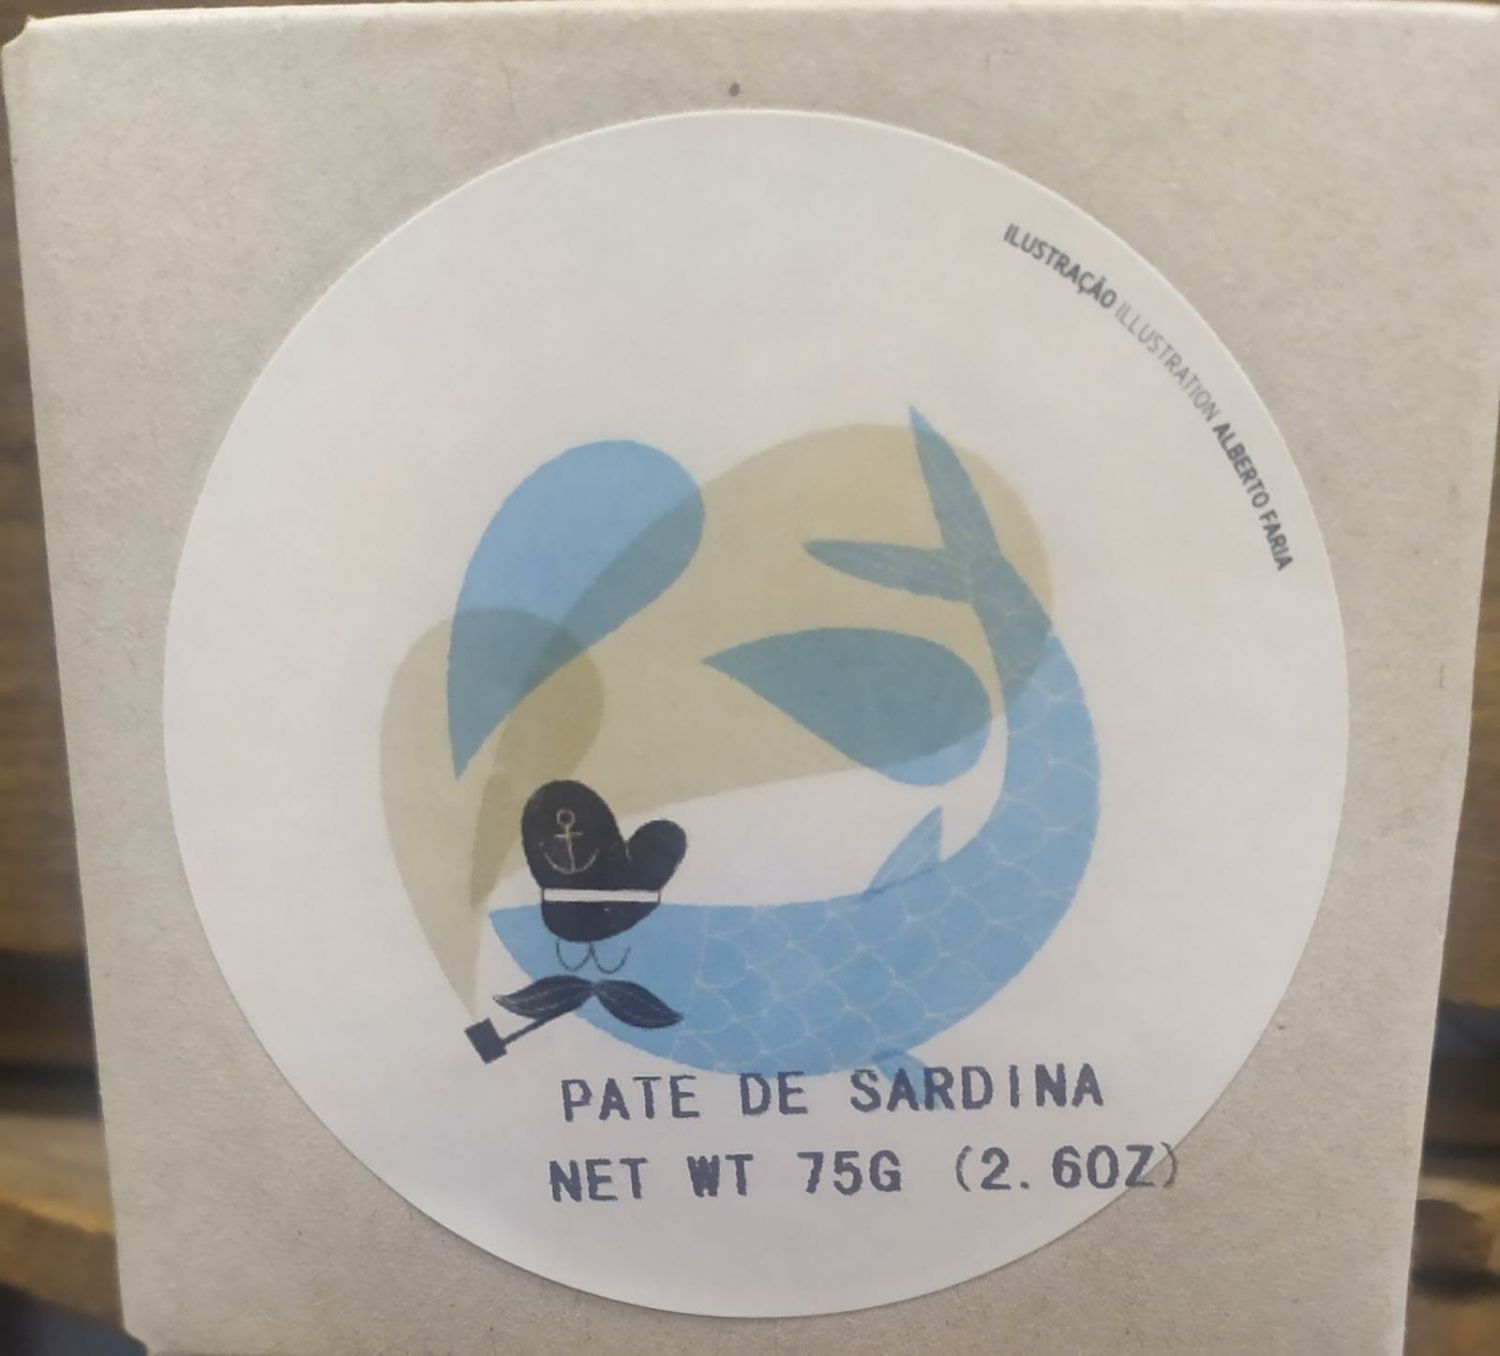 ILUSTRAÇÃO ILLUSTRATION ALBERTO FARIA
PATE DE SARDINA
NET WT 75G (2.6OZ)